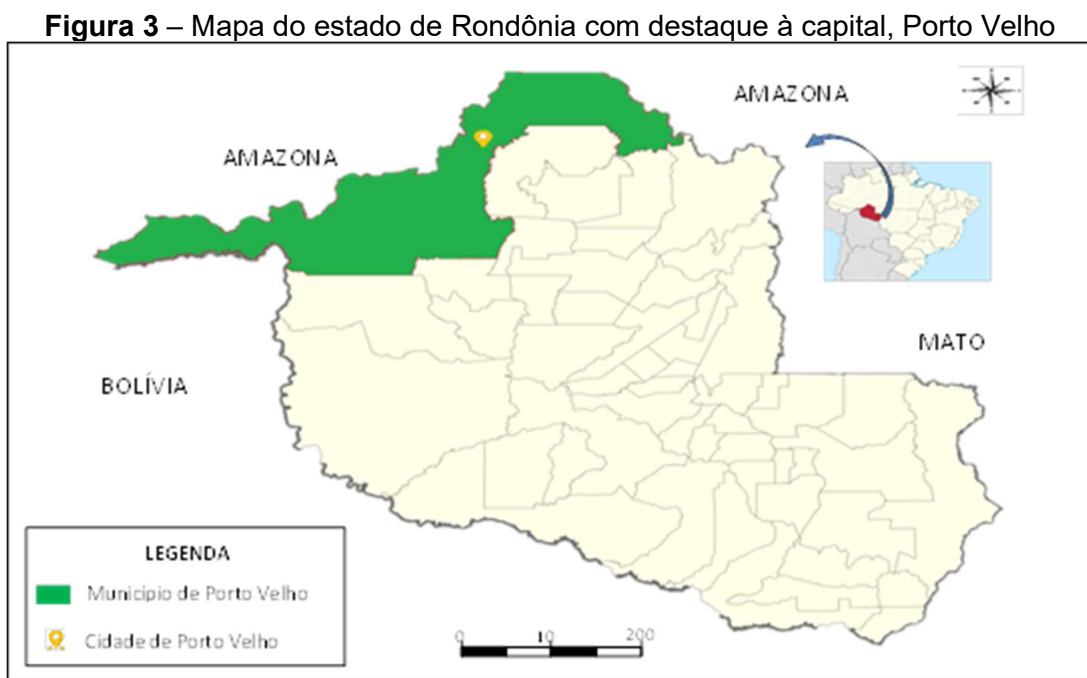 Figura 3 – Mapa do estado de Rondônia com destaque à capital, Porto Velho
AMAZONA
AMAZONA
MATO
BOLÍVIA
LEGENDA
Município de Porto Velho
Cidade de Porto Velho
0 10 200